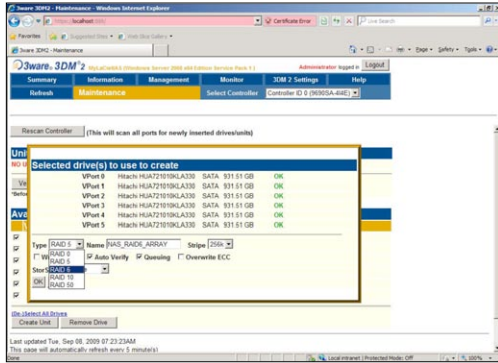 3ware 3DM2 - Maintenance - Windows Internet Explorer
localhost
Certificate Error
Live Search
Favorites
Suggested Sites
Web Slice Gallery
3ware 3DM2 - Maintenance
Page Safety Tools
3ware 3DM 2
Administrator logged in Logout
Summary Information Management Monitor 3DM 2 Settings Help
Refresh Maintenance Select Controller Controller ID 0 (9690SA-4I4E)
Rescan Controller (This will scan all ports for newly inserted drives/units)
Selected drive(s) to use to create
VPort 0 Hitachi HUA721010KLA330 SATA 931.51 GB OK
VPort 1 Hitachi HUA721010KLA330 SATA 931.51 GB OK
VPort 2 Hitachi HUA721010KLA330 SATA 931.51 GB OK
VPort 3 Hitachi HUA721010KLA330 SATA 931.51 GB OK
VPort 4 Hitachi HUA721010KLA330 SATA 931.51 GB OK
VPort 5 Hitachi HUA721010KLA330 SATA 931.51 GB OK
Type RAID 5 Name NAS_RAID6_ARRAY Stripe 256k
RAID 0
RAID 5
RAID 6
RAID 10
RAID 50
Auto Verify Queuing Overwrite ECC
OK
(De-)Select All Drives
Create Unit Remove Drive
Last updated Tue, Sep 08, 2009 07:23:23AM
This page will automatically refresh every 5 minute(s)
Done
Local intranet | Protected Mode: Off
100%